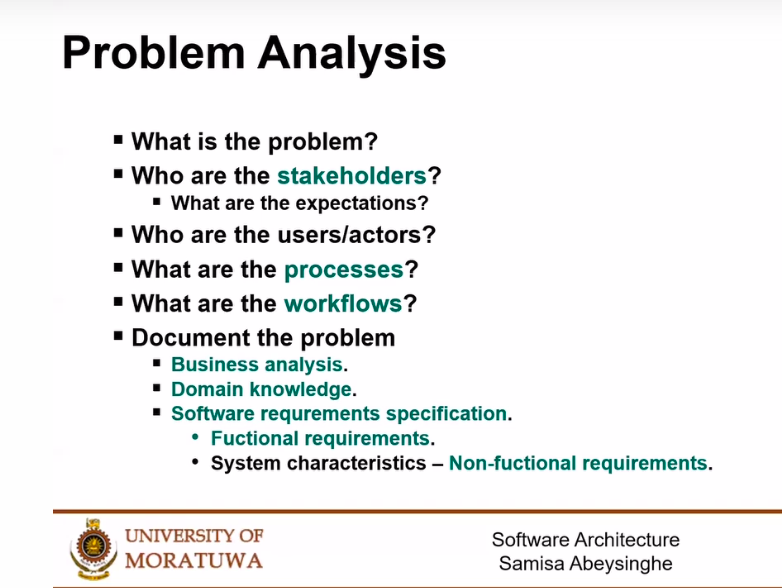 Problem Analysis
▪ What is the problem?
▪ Who are the stakeholders?
▪ What are the expectations?
▪ Who are the users/actors?
▪ What are the processes?
▪ What are the workflows?
▪ Document the problem
▪ Business analysis.
▪ Domain knowledge.
▪ Software requrements specification.
• Fuctional requirements.
• System characteristics – Non-fuctional requirements.
UNIVERSITY OF
MORATUWA
Software Architecture
Samisa Abeysinghe